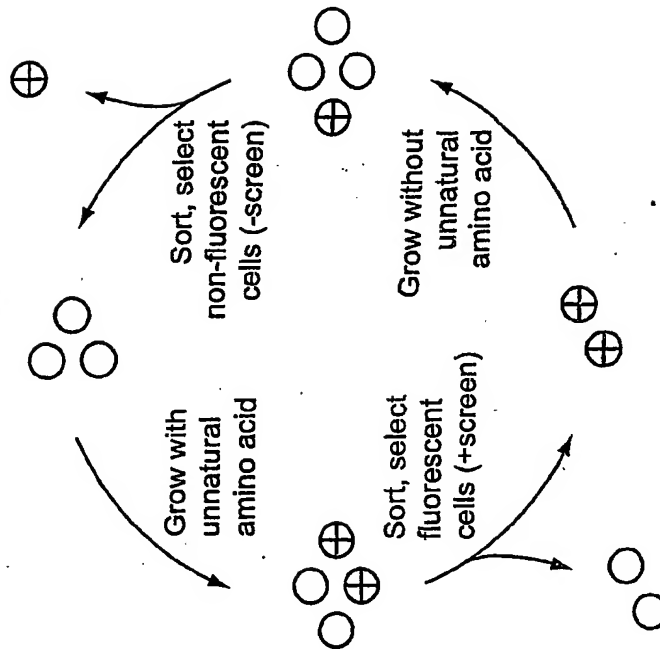 Sort, select
non-fluorescent
cells (-screen)
Grow without
unnatural
amino acid
Grow with
unnatural
amino acid
Sort, select
fluorescent
cells (+screen)